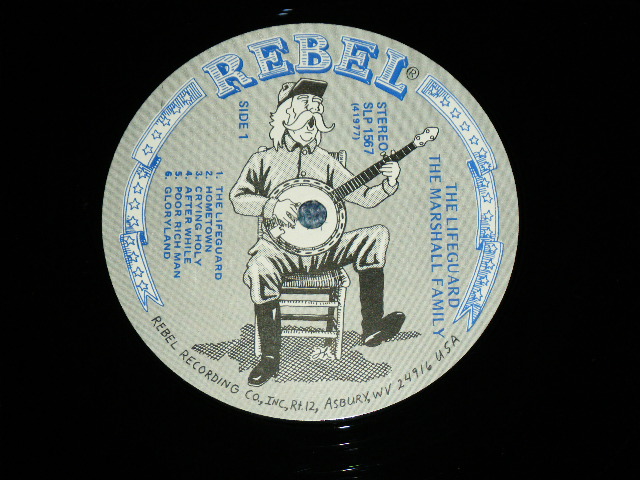 REBEL®
SIDE 1
STEREO
SLP 1567
(41977)
THE LIFEGUARD
THE MARSHALL FAMILY
1. THE LIFEGUARD
2. HOMETOWN
3. CRYING HOLY
4. AFTER WHILE
5. POOR RICH MAN
6. GLORYLAND
REBEL RECORDING CO., INC, Rt. 12, ASBURY, WV 24916 USA